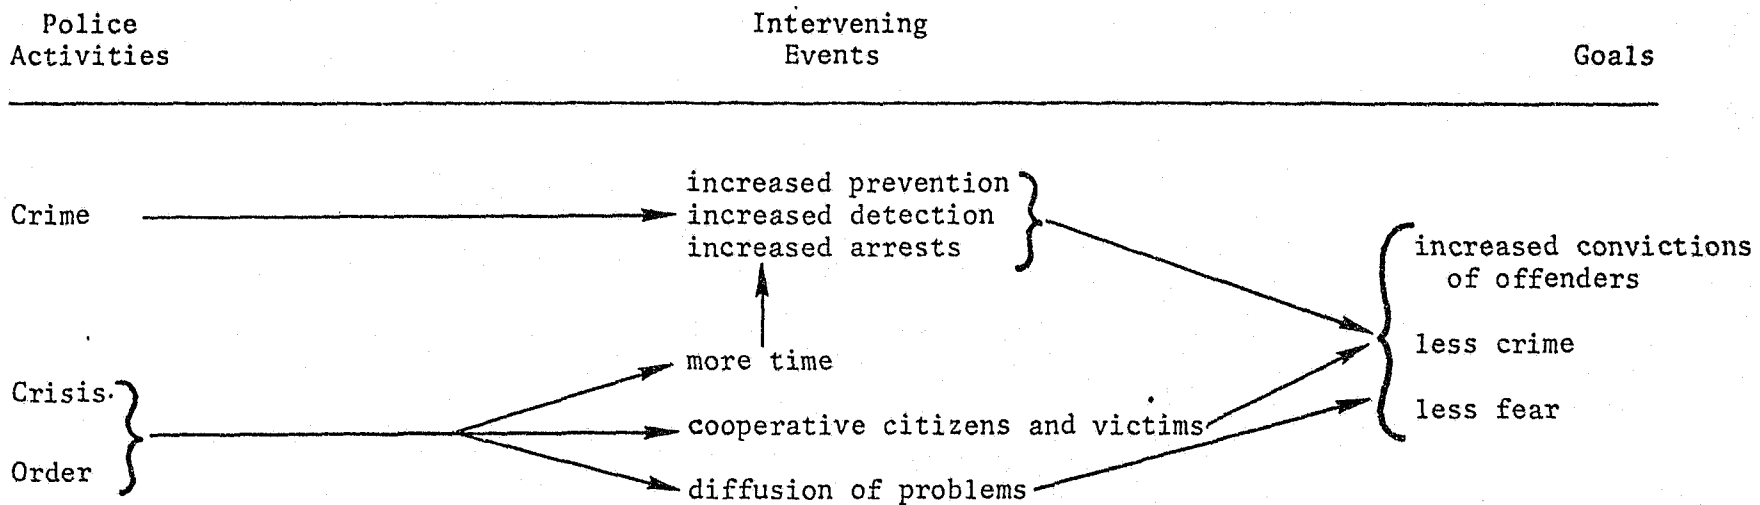 Police
Activities
Intervening
Events
Goals
Crime
increased prevention
increased detection
increased arrests
increased convictions
of offenders
more time
less crime
Crisis
cooperative citizens and victims
less fear
Order
diffusion of problems